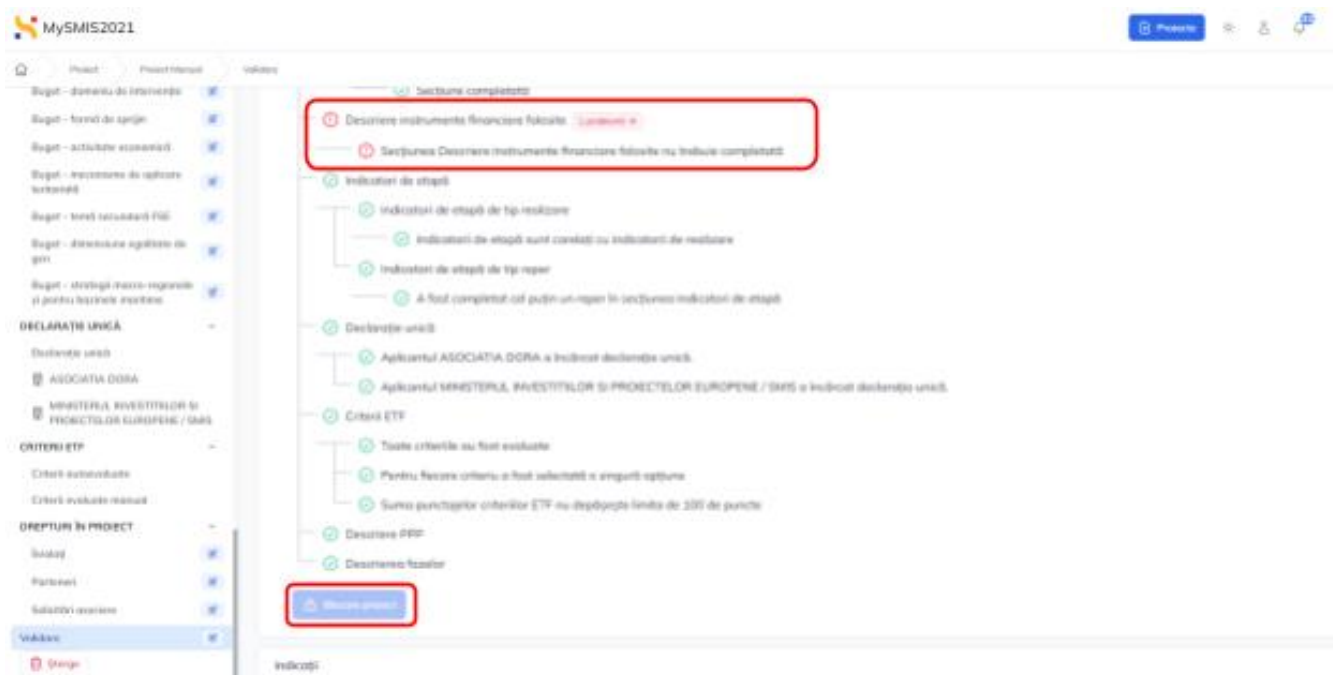 MySMIS2021
Proiecte
Proiect
Validare
Buget - domeniu de intervenție
Buget - formă de sprijin
Buget - activitate economică
Buget - mecanisme de aplicare
teritorială
Buget - temă secundară FSE
Buget - dimensiune egalitate de
gen
Buget - strategii macro-regionale
și pentru bazinele maritime
DECLARAȚIE UNICĂ
Declarație unică
ASOCIATIA DORA
MINISTERUL INVESTITIILOR SI
PROIECTELOR EUROPENE / SMIS
CRITERII ETF
Criterii autoevaluate
Criterii evaluate manual
DREPTURI ÎN PROIECT
Invitați
Parteneri
Solicitări asociere
Validare
Șterge
Secțiune completată
Descriere instrumente financiare folosite
Secțiunea Descriere instrumente financiare folosite nu trebuie completată
Indicatori de etapă
Indicatori de etapă de tip realizare
Indicatori de etapă sunt corelați cu indicatorii de realizare
Indicatori de etapă de tip reper
A fost completat cel puțin un reper în secțiunea indicatori de etapă
Declarație unică
Aplicantul ASOCIATIA DORA a încărcat declarația unică.
Aplicantul MINISTERUL INVESTITIILOR SI PROIECTELOR EUROPENE / SMIS a încărcat declarația unică.
Criterii ETF
Toate criteriile au fost evaluate
Pentru fiecare criteriu a fost selectată o singură opțiune
Suma punctajelor criteriilor ETF nu depășește limita de 100 de puncte
Descriere PPP
Descrierea fazelor
Blocare proiect
Indicații